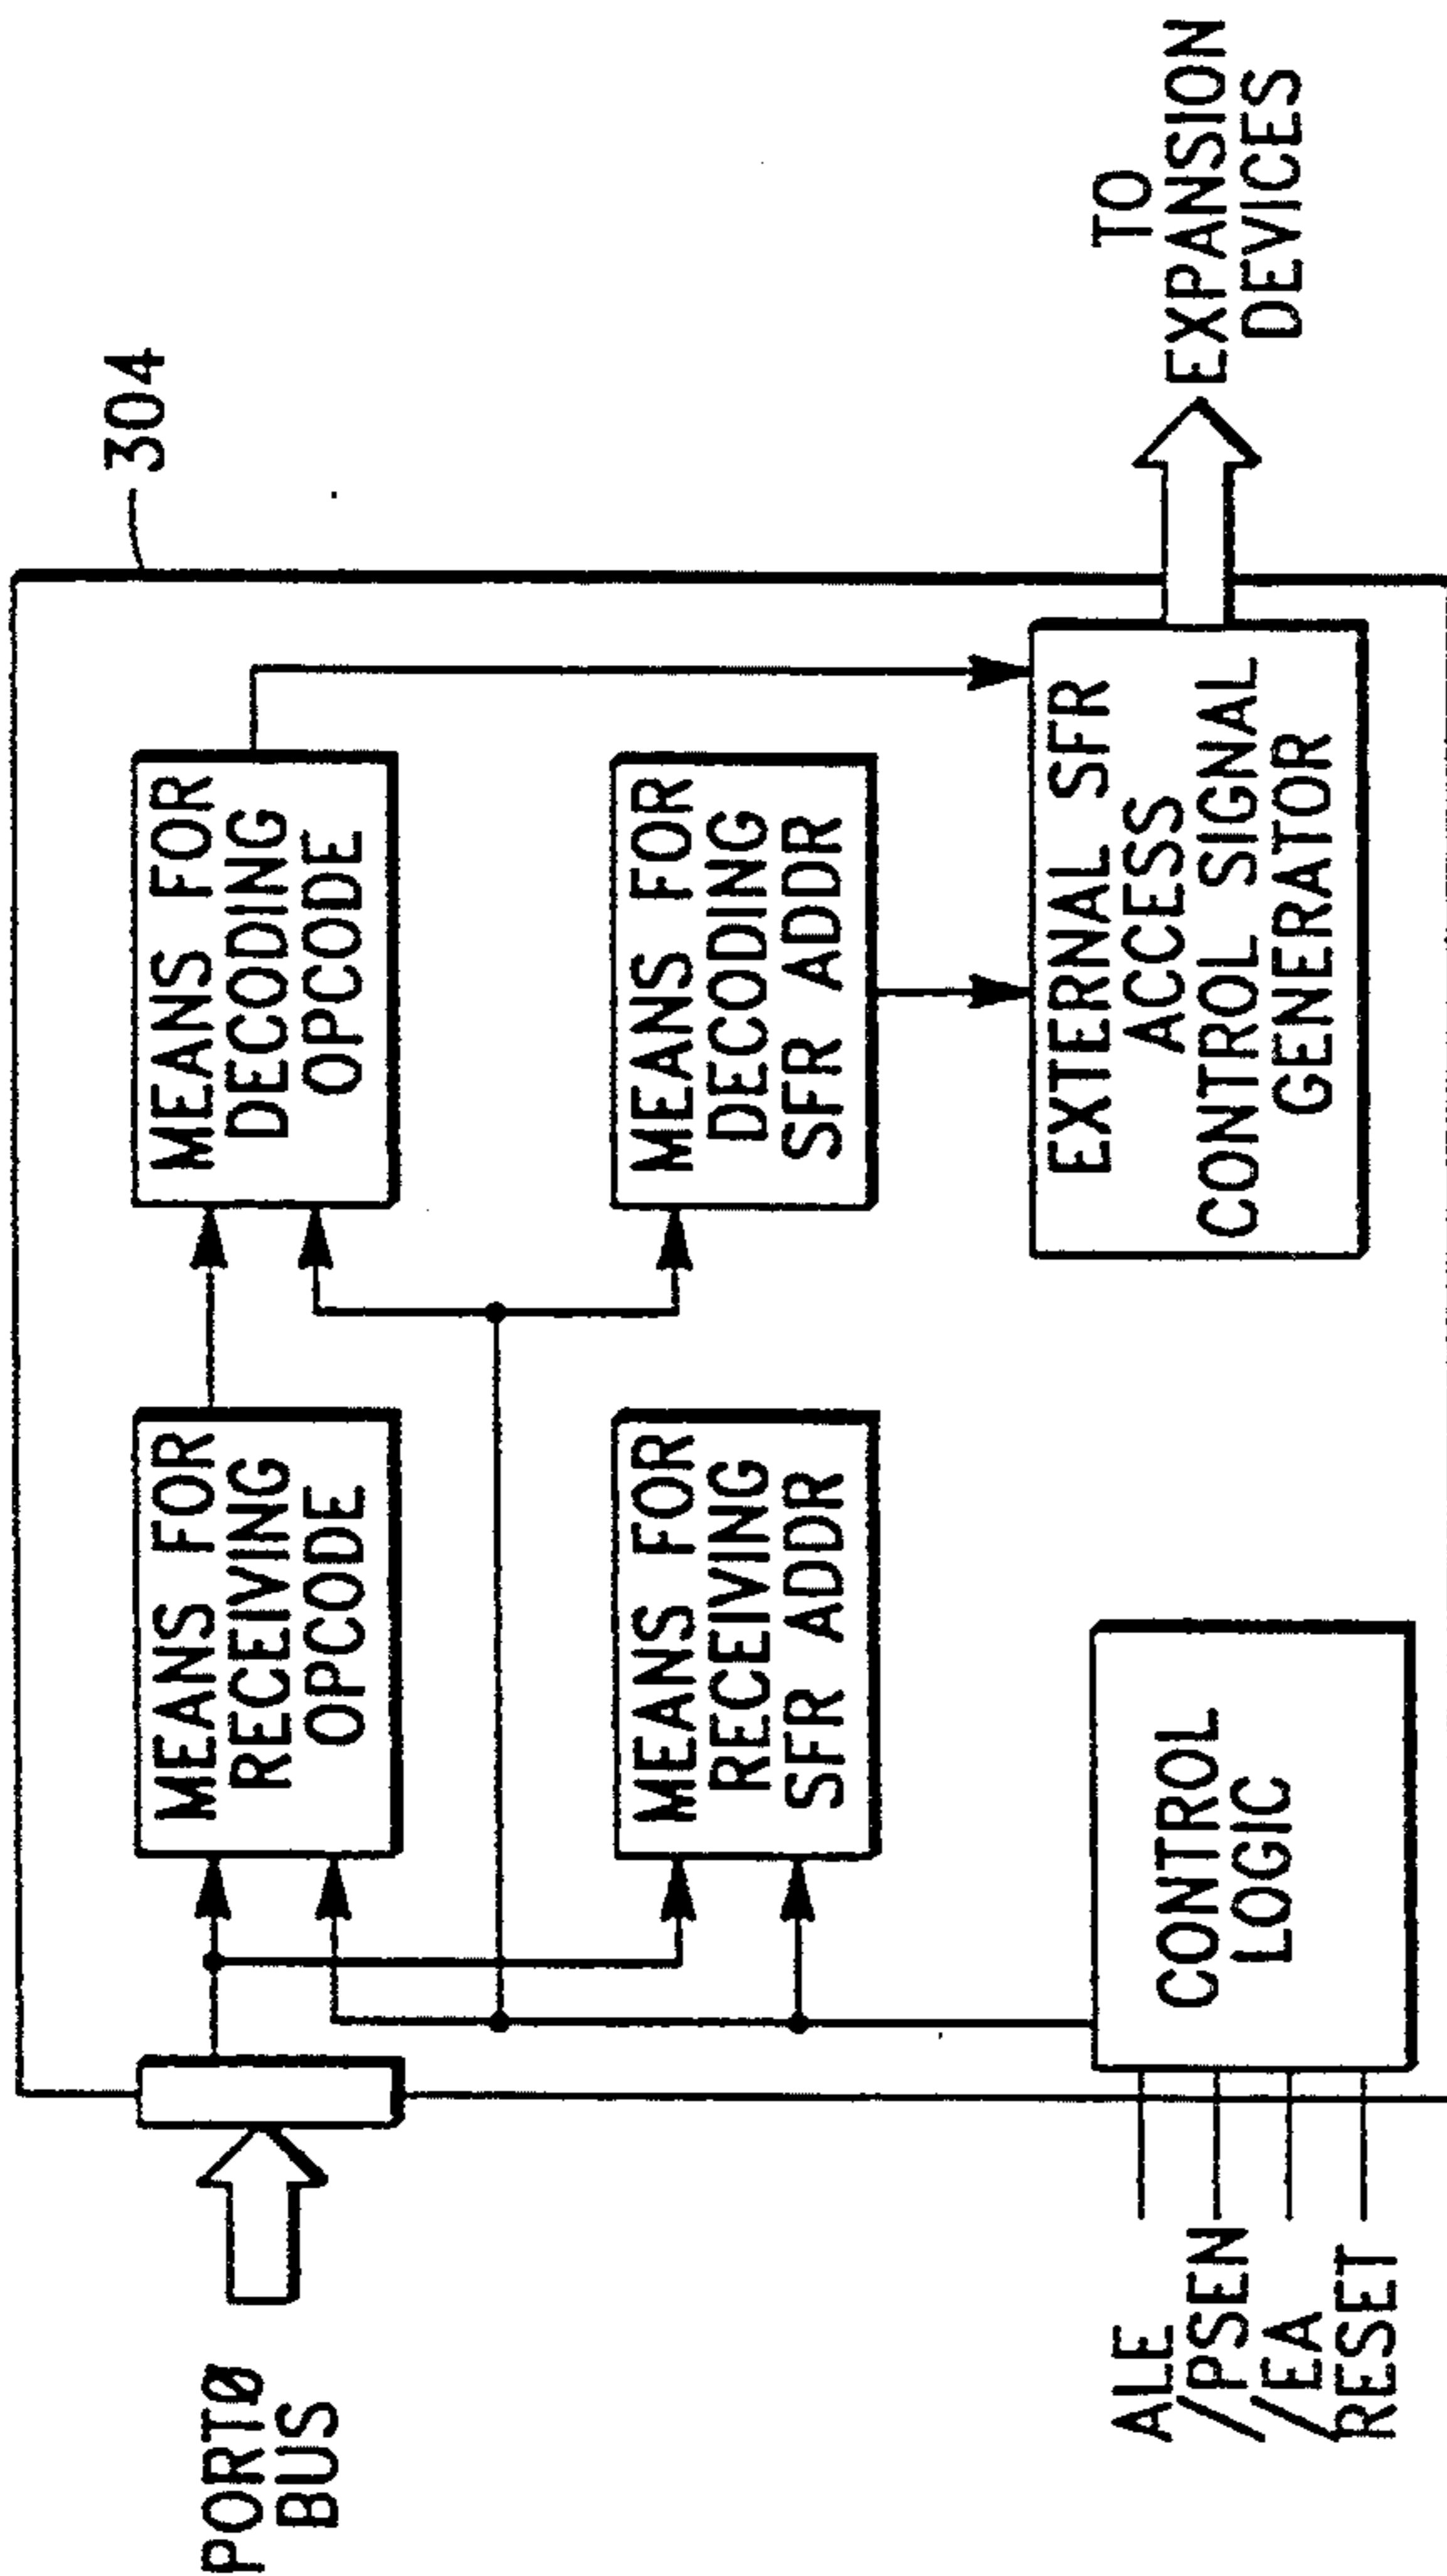 304
PORTØ
BUS
MEANS FOR
RECEIVING
OPCODE
MEANS FOR
DECODING
OPCODE
MEANS FOR
RECEIVING
SFR ADDR
MEANS FOR
DECODING
SFR ADDR
TO
EXPANSION
DEVICES
EXTERNAL SFR
ACCESS
CONTROL SIGNAL
GENERATOR
CONTROL
LOGIC
ALE
/PSEN
/EA
RESET